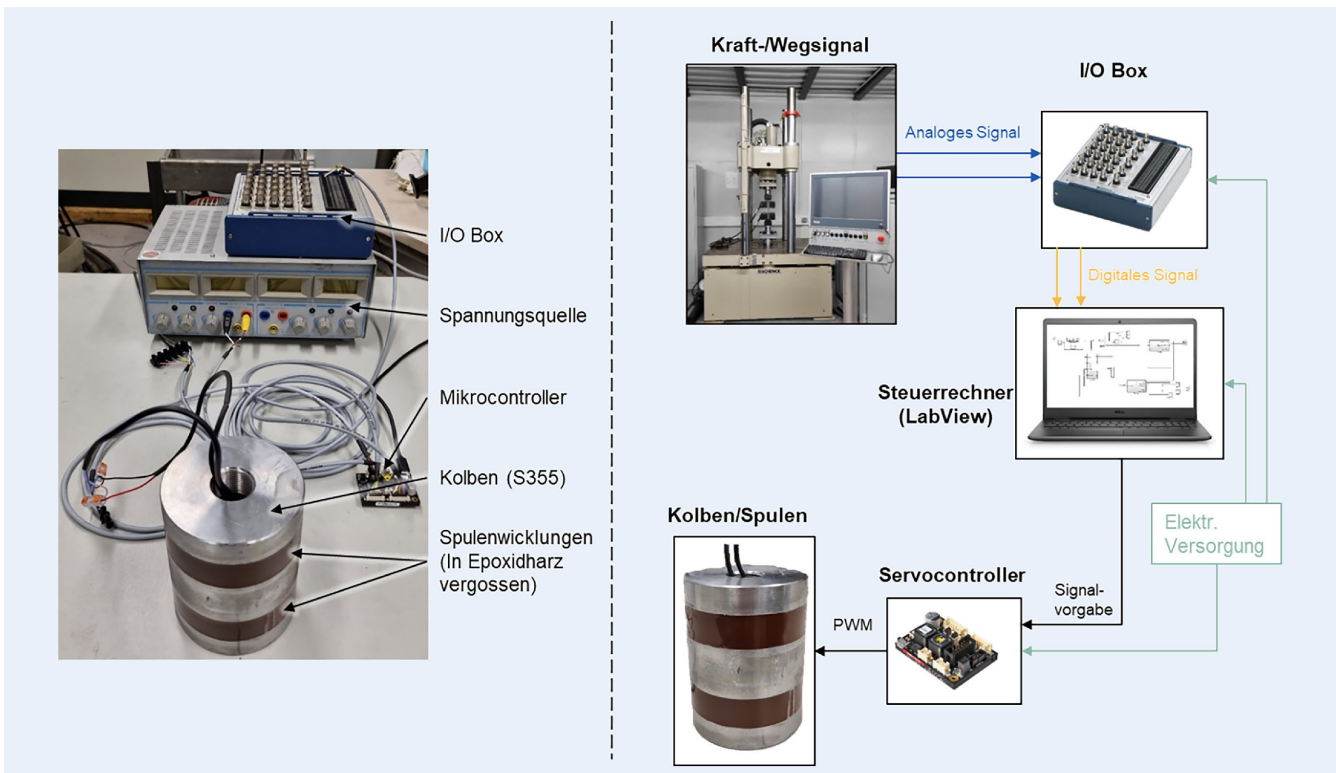 I/O Box
Spannungsquelle
Mikrocontroller
Kolben (S355)
Spulenwicklungen
(In Epoxidharz
vergossen)
Kraft-/Wegsignal
I/O Box
Analoges Signal
SCHENCK
Digitales Signal
Steuerrechner
(LabView)
Elektr.
Versorgung
Kolben/Spulen
Servocontroller
Signal-
vorgabe
PWM